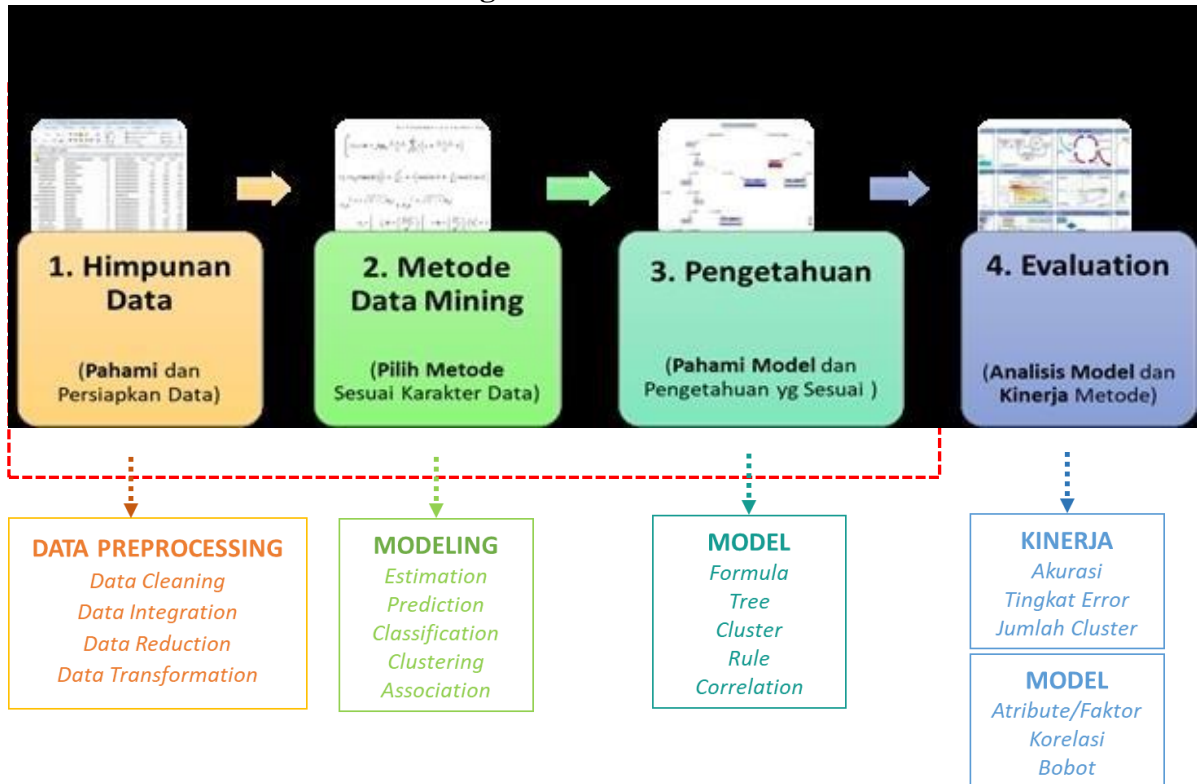 1. Himpunan
Data
(Pahami dan
Persiapkan Data)
2. Metode
Data Mining
(Pilih Metode
Sesuai Karakter Data)
3. Pengetahuan
(Pahami Model dan
Pengetahuan yg Sesuai )
4. Evaluation
(Analisis Model dan
Kinerja Metode)
DATA PREPROCESSING
Data Cleaning
Data Integration
Data Reduction
Data Transformation
MODELING
Estimation
Prediction
Classification
Clustering
Association
MODEL
Formula
Tree
Cluster
Rule
Correlation
KINERJA
Akurasi
Tingkat Error
Jumlah Cluster
MODEL
Atribute/Faktor
Korelasi
Bobot